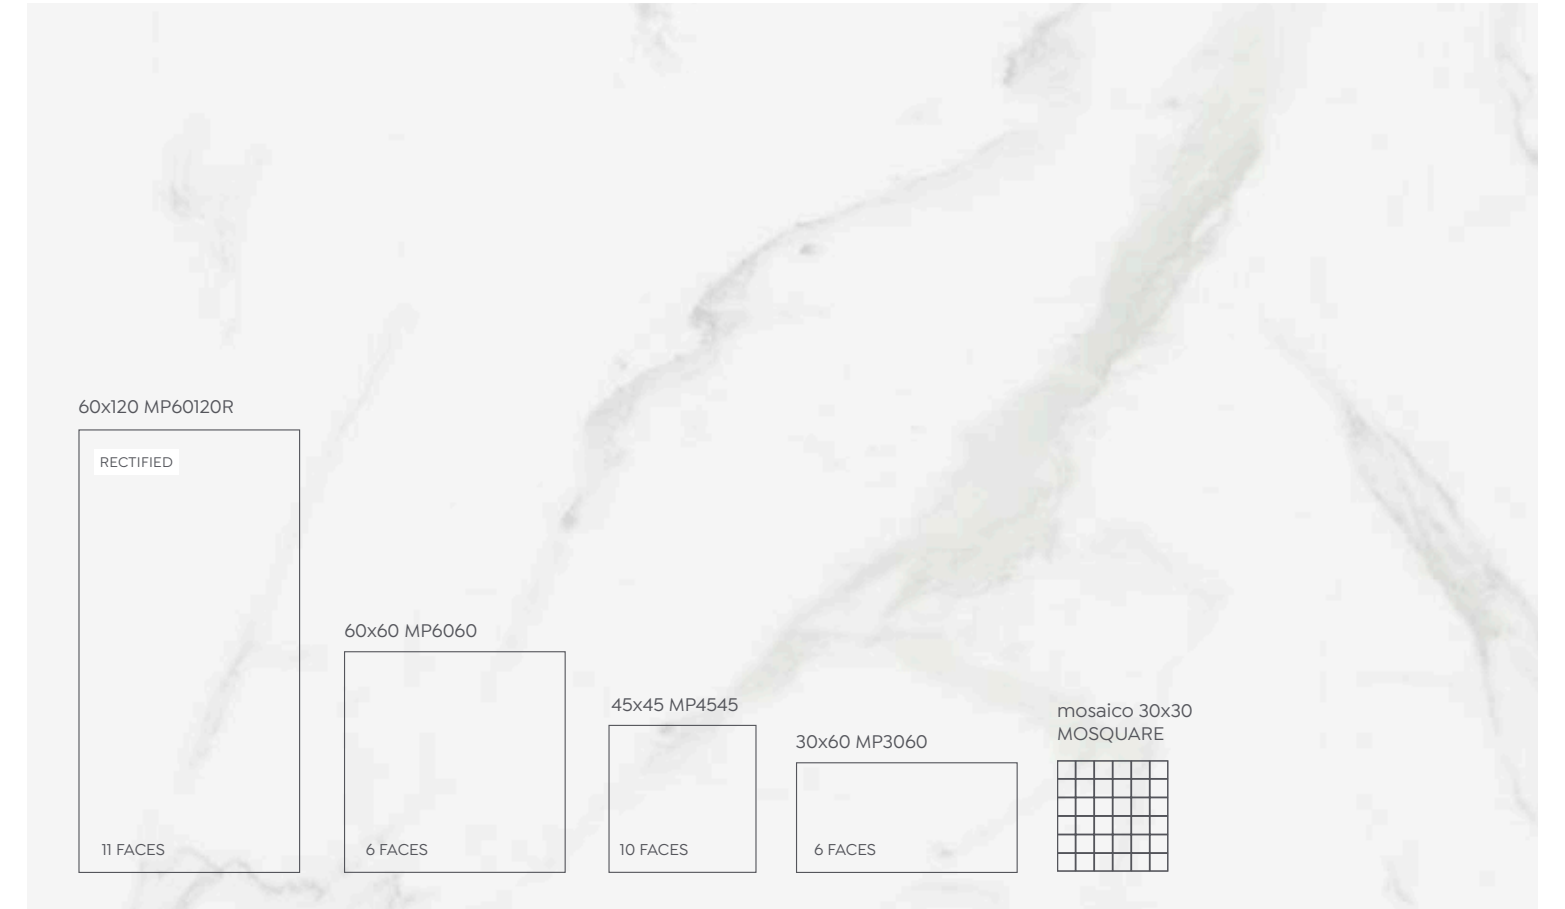 60x120 MP60120R
RECTIFIED
11 FACES
60x60 MP6060
6 FACES
45x45 MP4545
10 FACES
30x60 MP3060
6 FACES
mosaico 30x30
MOSQUARE